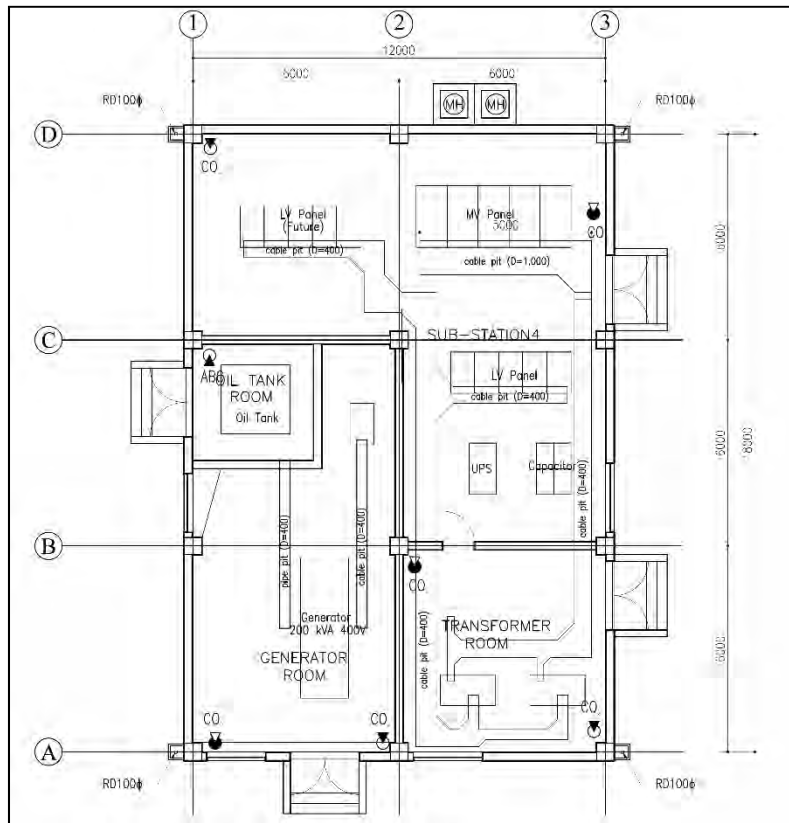 1
2
3
12000
6000
6000
RD100ϕ
RD100ϕ
MH
MH
D
CO
LV Panel
(Future)
MV Panel
5000
CO
cable pit (D=400)
cable pit (D=1,000)
6000
SUB-STATION4
C
OIL TANK
ROOM
Oil Tank
LV Panel
cable pit (D=400)
UPS
Capacitor
cable pit (D=400)
6000
18000
B
pipe pit (D=400)
cable pit (D=400)
CO
Generator
200 kVA 400V
GENERATOR
ROOM
TRANSFORMER
ROOM
cable pit (D=400)
6000
CO
CO
CO
A
RD100ϕ
RD100ϕ